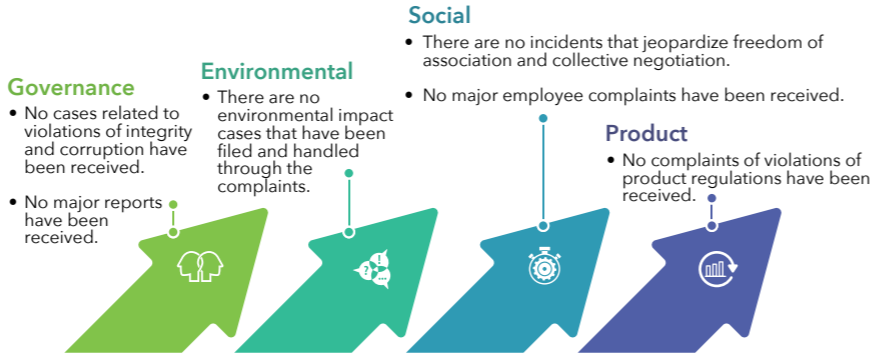 Governance
• No cases related to
violations of integrity
and corruption have
been received.
• No major reports
have been
received.
Environmental
• There are no
environmental impact
cases that have been
filed and handled
through the
complaints.
Social
• There are no incidents that jeopardize freedom of
association and collective negotiation.
• No major employee complaints have been received.
Product
• No complaints of violations of
product regulations have been
received.
? ! ...